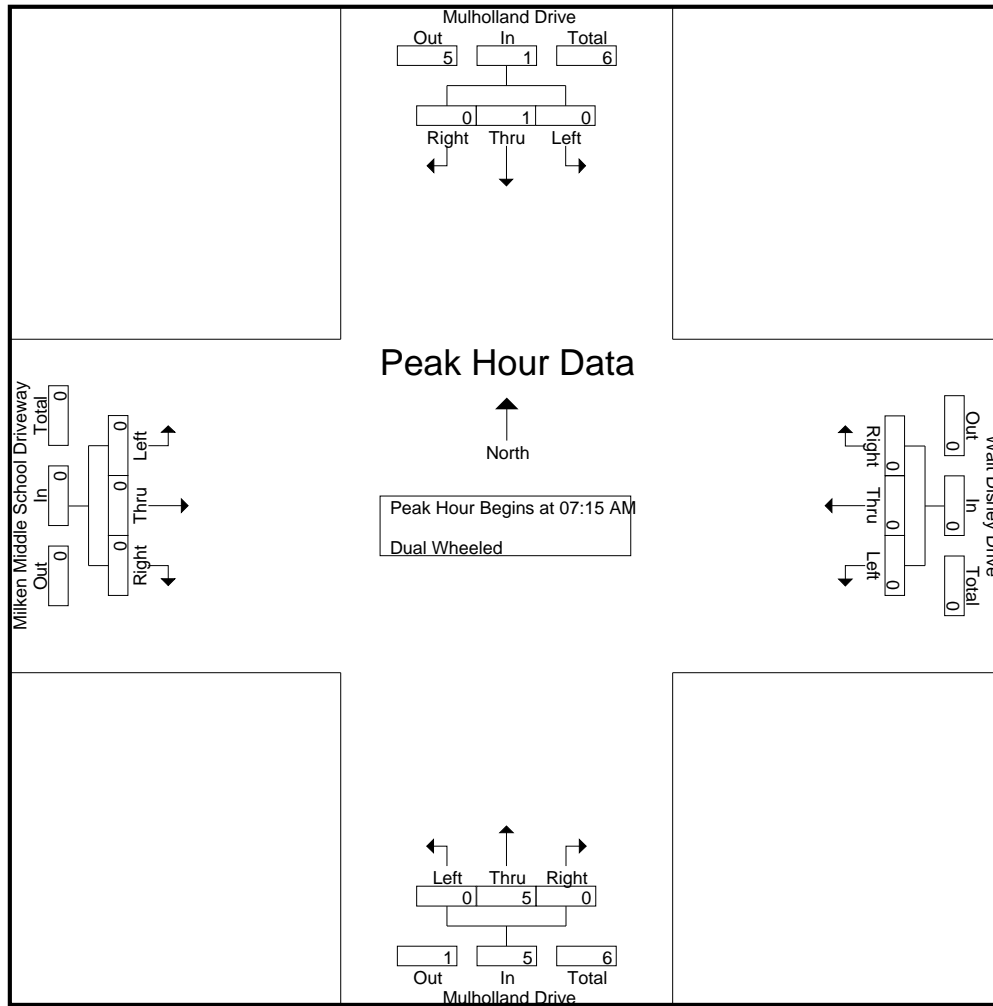 Mulholland Drive
Out In Total
5 1 6
0 1 0
Right Thru Left
Peak Hour Data
North
Peak Hour Begins at 07:15 AM
Dual Wheeled
Milken Middle School Driveway
Out In Total
0 0 0
0 0 0
Right Thru Left
Walt Disney Drive
Out In Total
0 0 0
0 0 0
Right Thru Left
Left Thru Right
0 5 0
1 5 6
Out In Total
Mulholland Drive